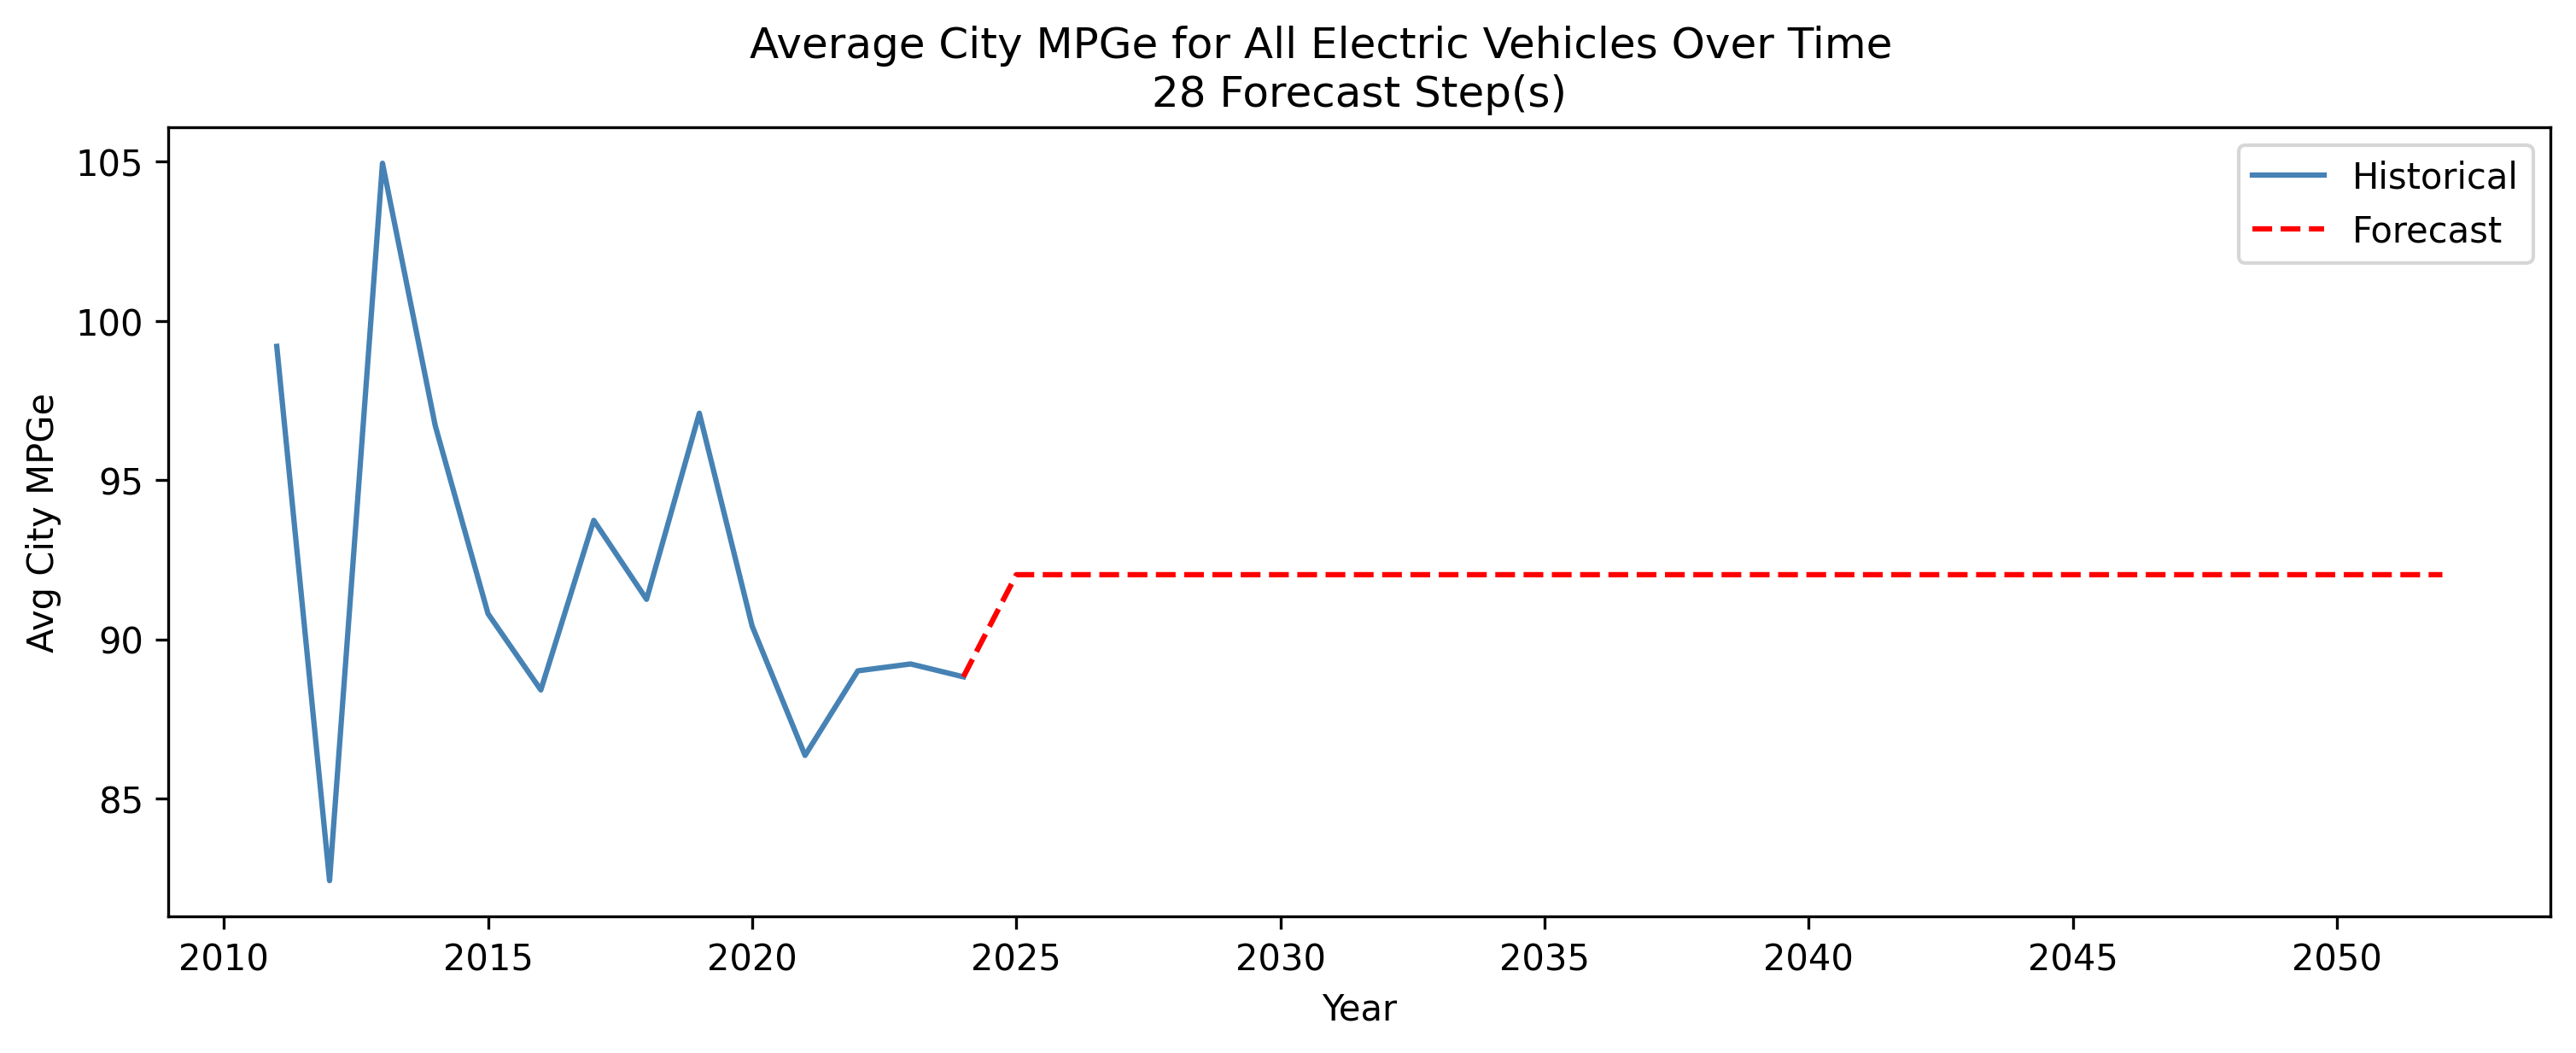 Average City MPGe for All Electric Vehicles Over Time
28 Forecast Step(s)
105
100
95
90
85
Avg City MPGe
Historical
Forecast
2010 2015 2020 2025 2030 2035 2040 2045 2050
Year